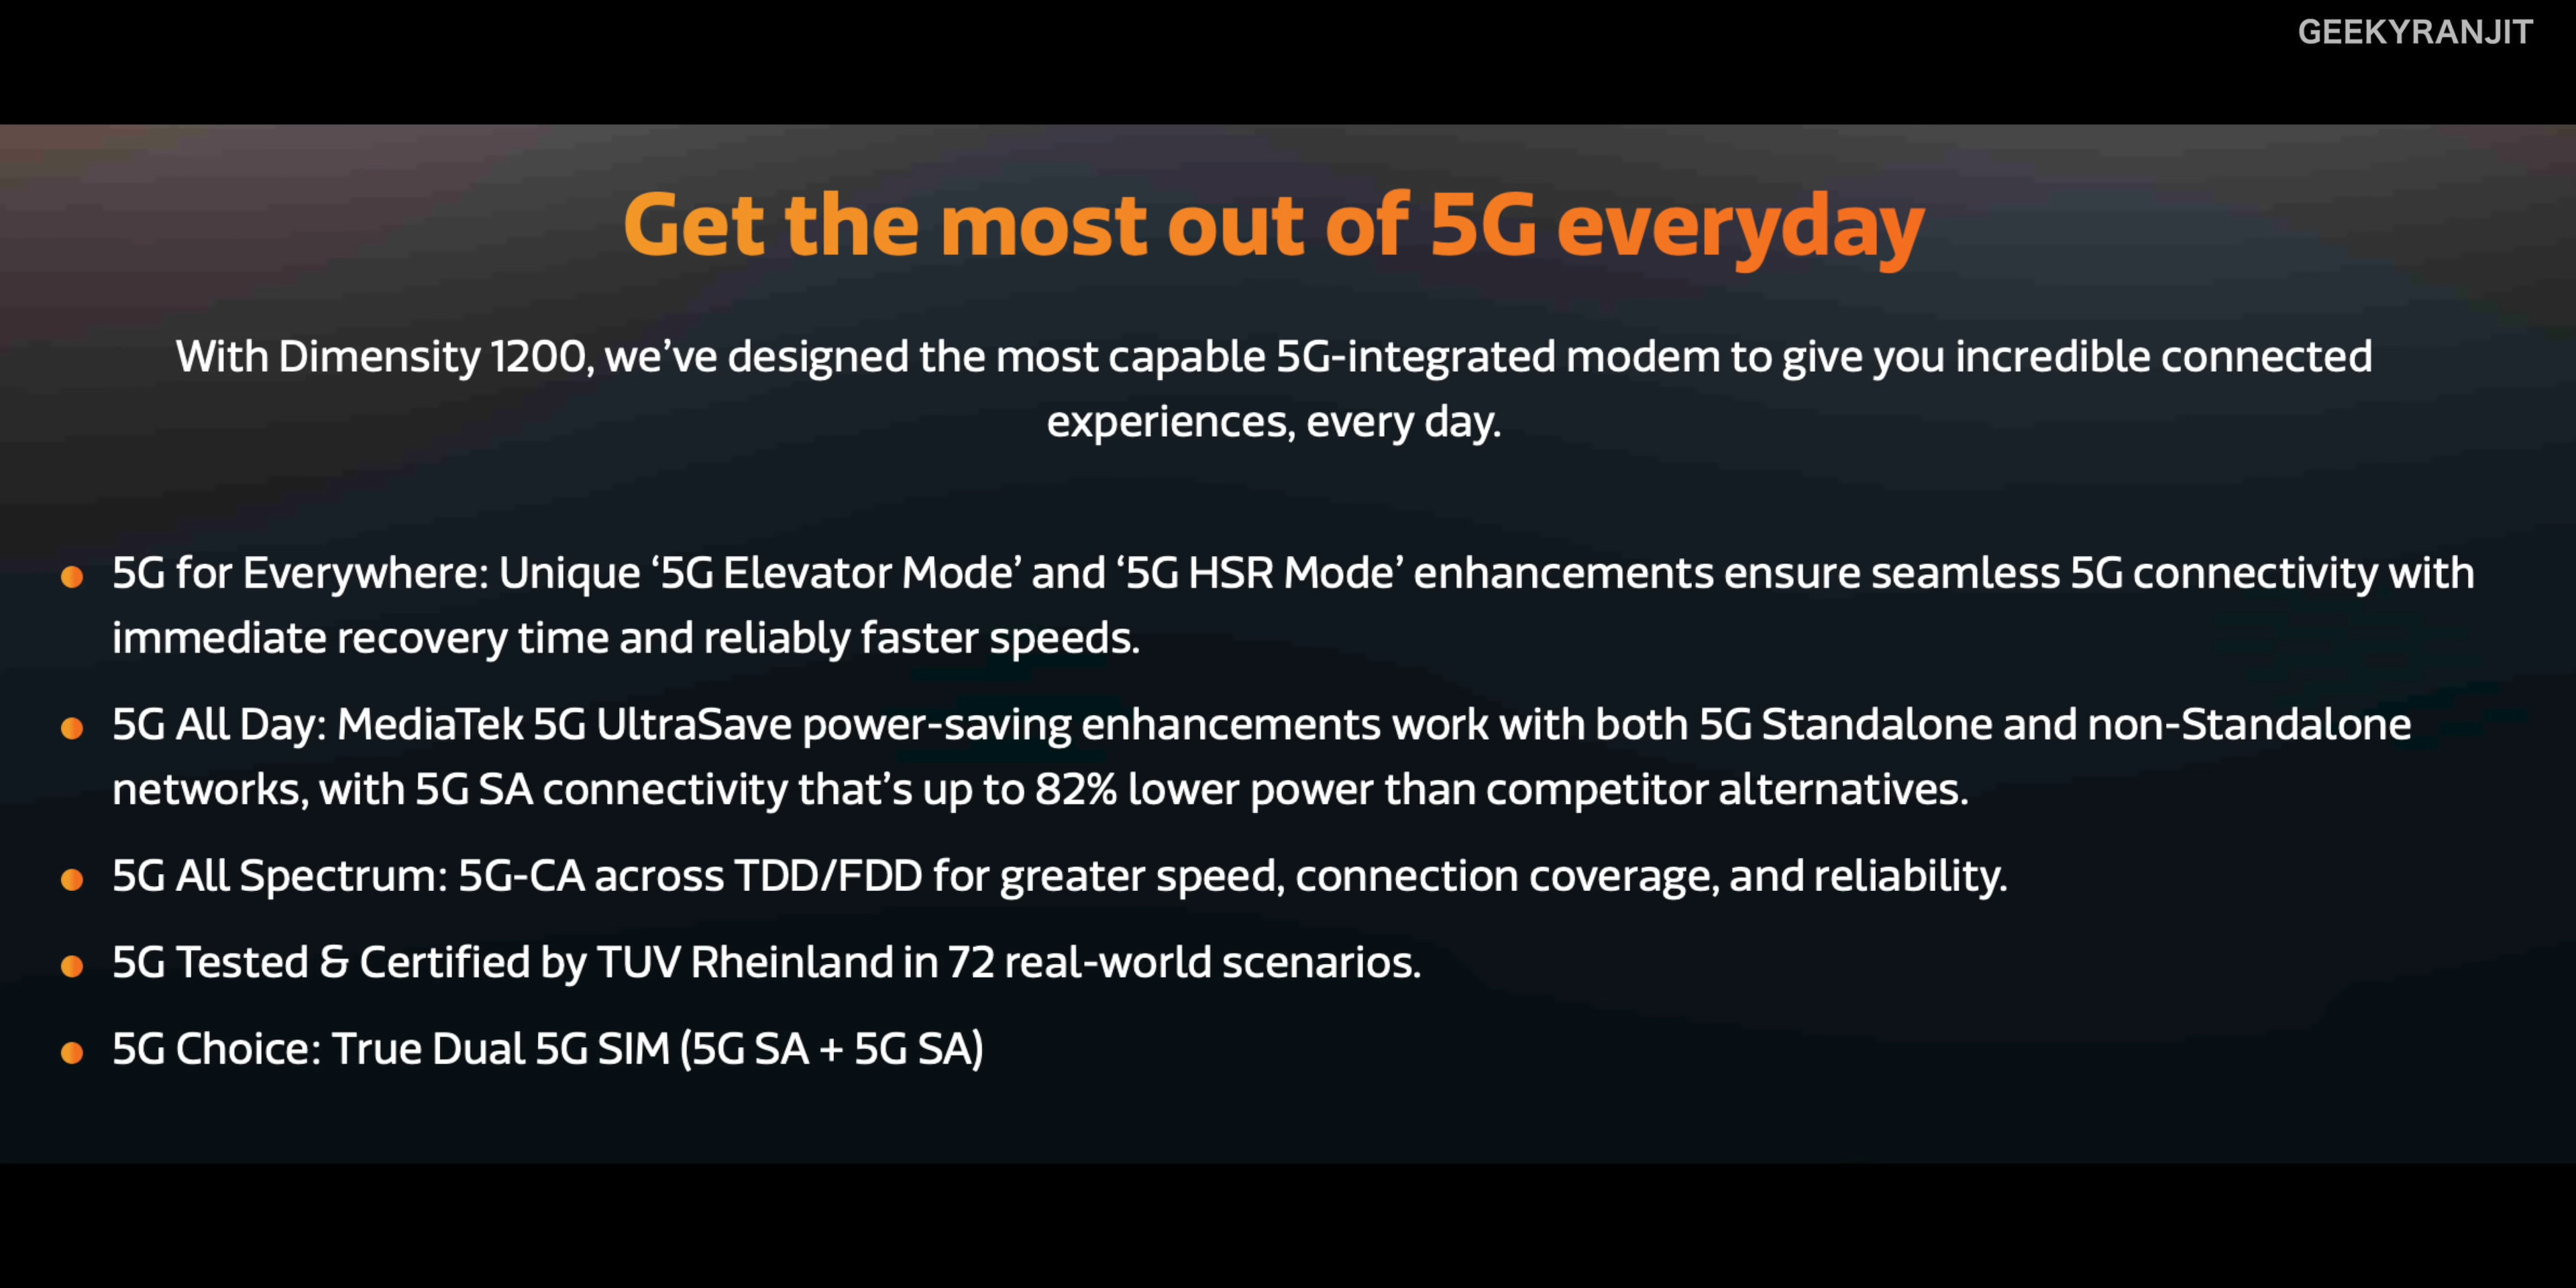 GEEKYRANJIT
Get the most out of 5G everyday
With Dimensity 1200, we’ve designed the most capable 5G-integrated modem to give you incredible connected
experiences, every day.
5G for Everywhere: Unique ‘5G Elevator Mode’ and ‘5G HSR Mode’ enhancements ensure seamless 5G connectivity with
immediate recovery time and reliably faster speeds.
5G All Day: MediaTek 5G UltraSave power-saving enhancements work with both 5G Standalone and non-Standalone
networks, with 5G SA connectivity that’s up to 82% lower power than competitor alternatives.
5G All Spectrum: 5G-CA across TDD/FDD for greater speed, connection coverage, and reliability.
5G Tested & Certified by TUV Rheinland in 72 real-world scenarios.
5G Choice: True Dual 5G SIM (5G SA + 5G SA)